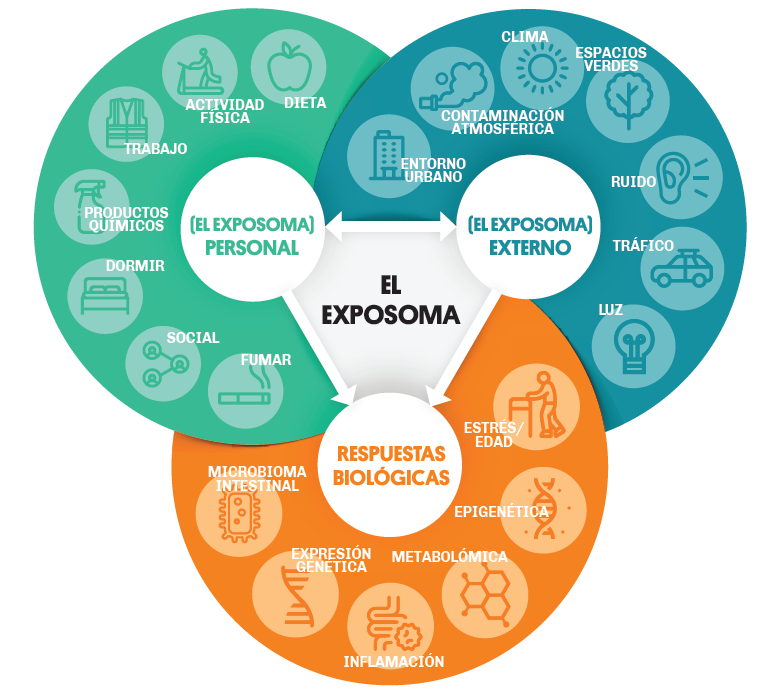 DIETA
ACTIVIDAD
FÍSICA
TRABAJO
PRODUCTOS
QUÍMICOS
DORMIR
SOCIAL
FUMAR
(EL EXPOSOMA)
PERSONAL
CLIMA
ESPACIOS
VERDES
CONTAMINACIÓN
ATMOSFÉRICA
ENTORNO
URBANO
RUIDO
TRÁFICO
LUZ
(EL EXPOSOMA)
EXTERNO
EL
EXPOSOMA
RESPUESTAS
BIOLÓGICAS
ESTRÉS/
EDAD
EPIGENÉTICA
METABOLÓMICA
INFLAMACIÓN
EXPRESIÓN
GENÉTICA
MICROBIOMA
INTESTINAL